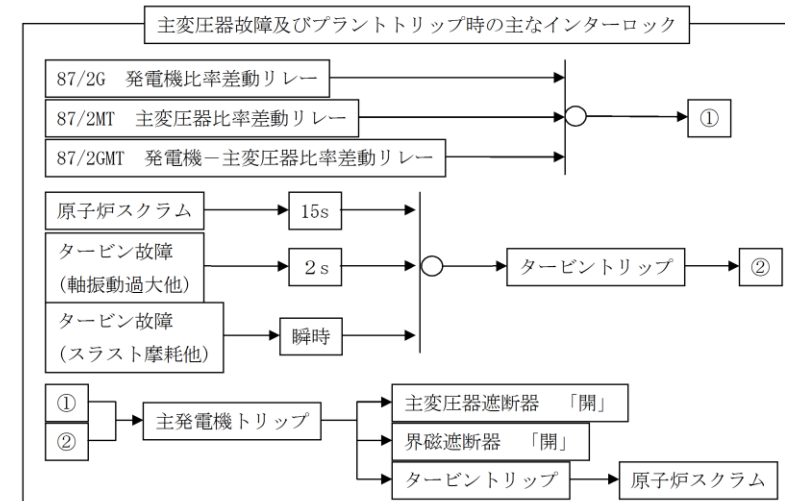 主変圧器故障及びプラントトリップ時の主なインターロック
87/2G 発電機比率差動リレー
87/2MT 主変圧器比率差動リレー
①
87/2GMT 発電機－主変圧器比率差動リレー
原子炉スクラム
15s
タービン故障
(軸振動過大他)
2s
タービントリップ
②
タービン故障
(スラスト摩耗他)
瞬時
①
②
主発電機トリップ
主変圧器遮断器 「開」
界磁遮断器 「開」
タービントリップ
原子炉スクラム